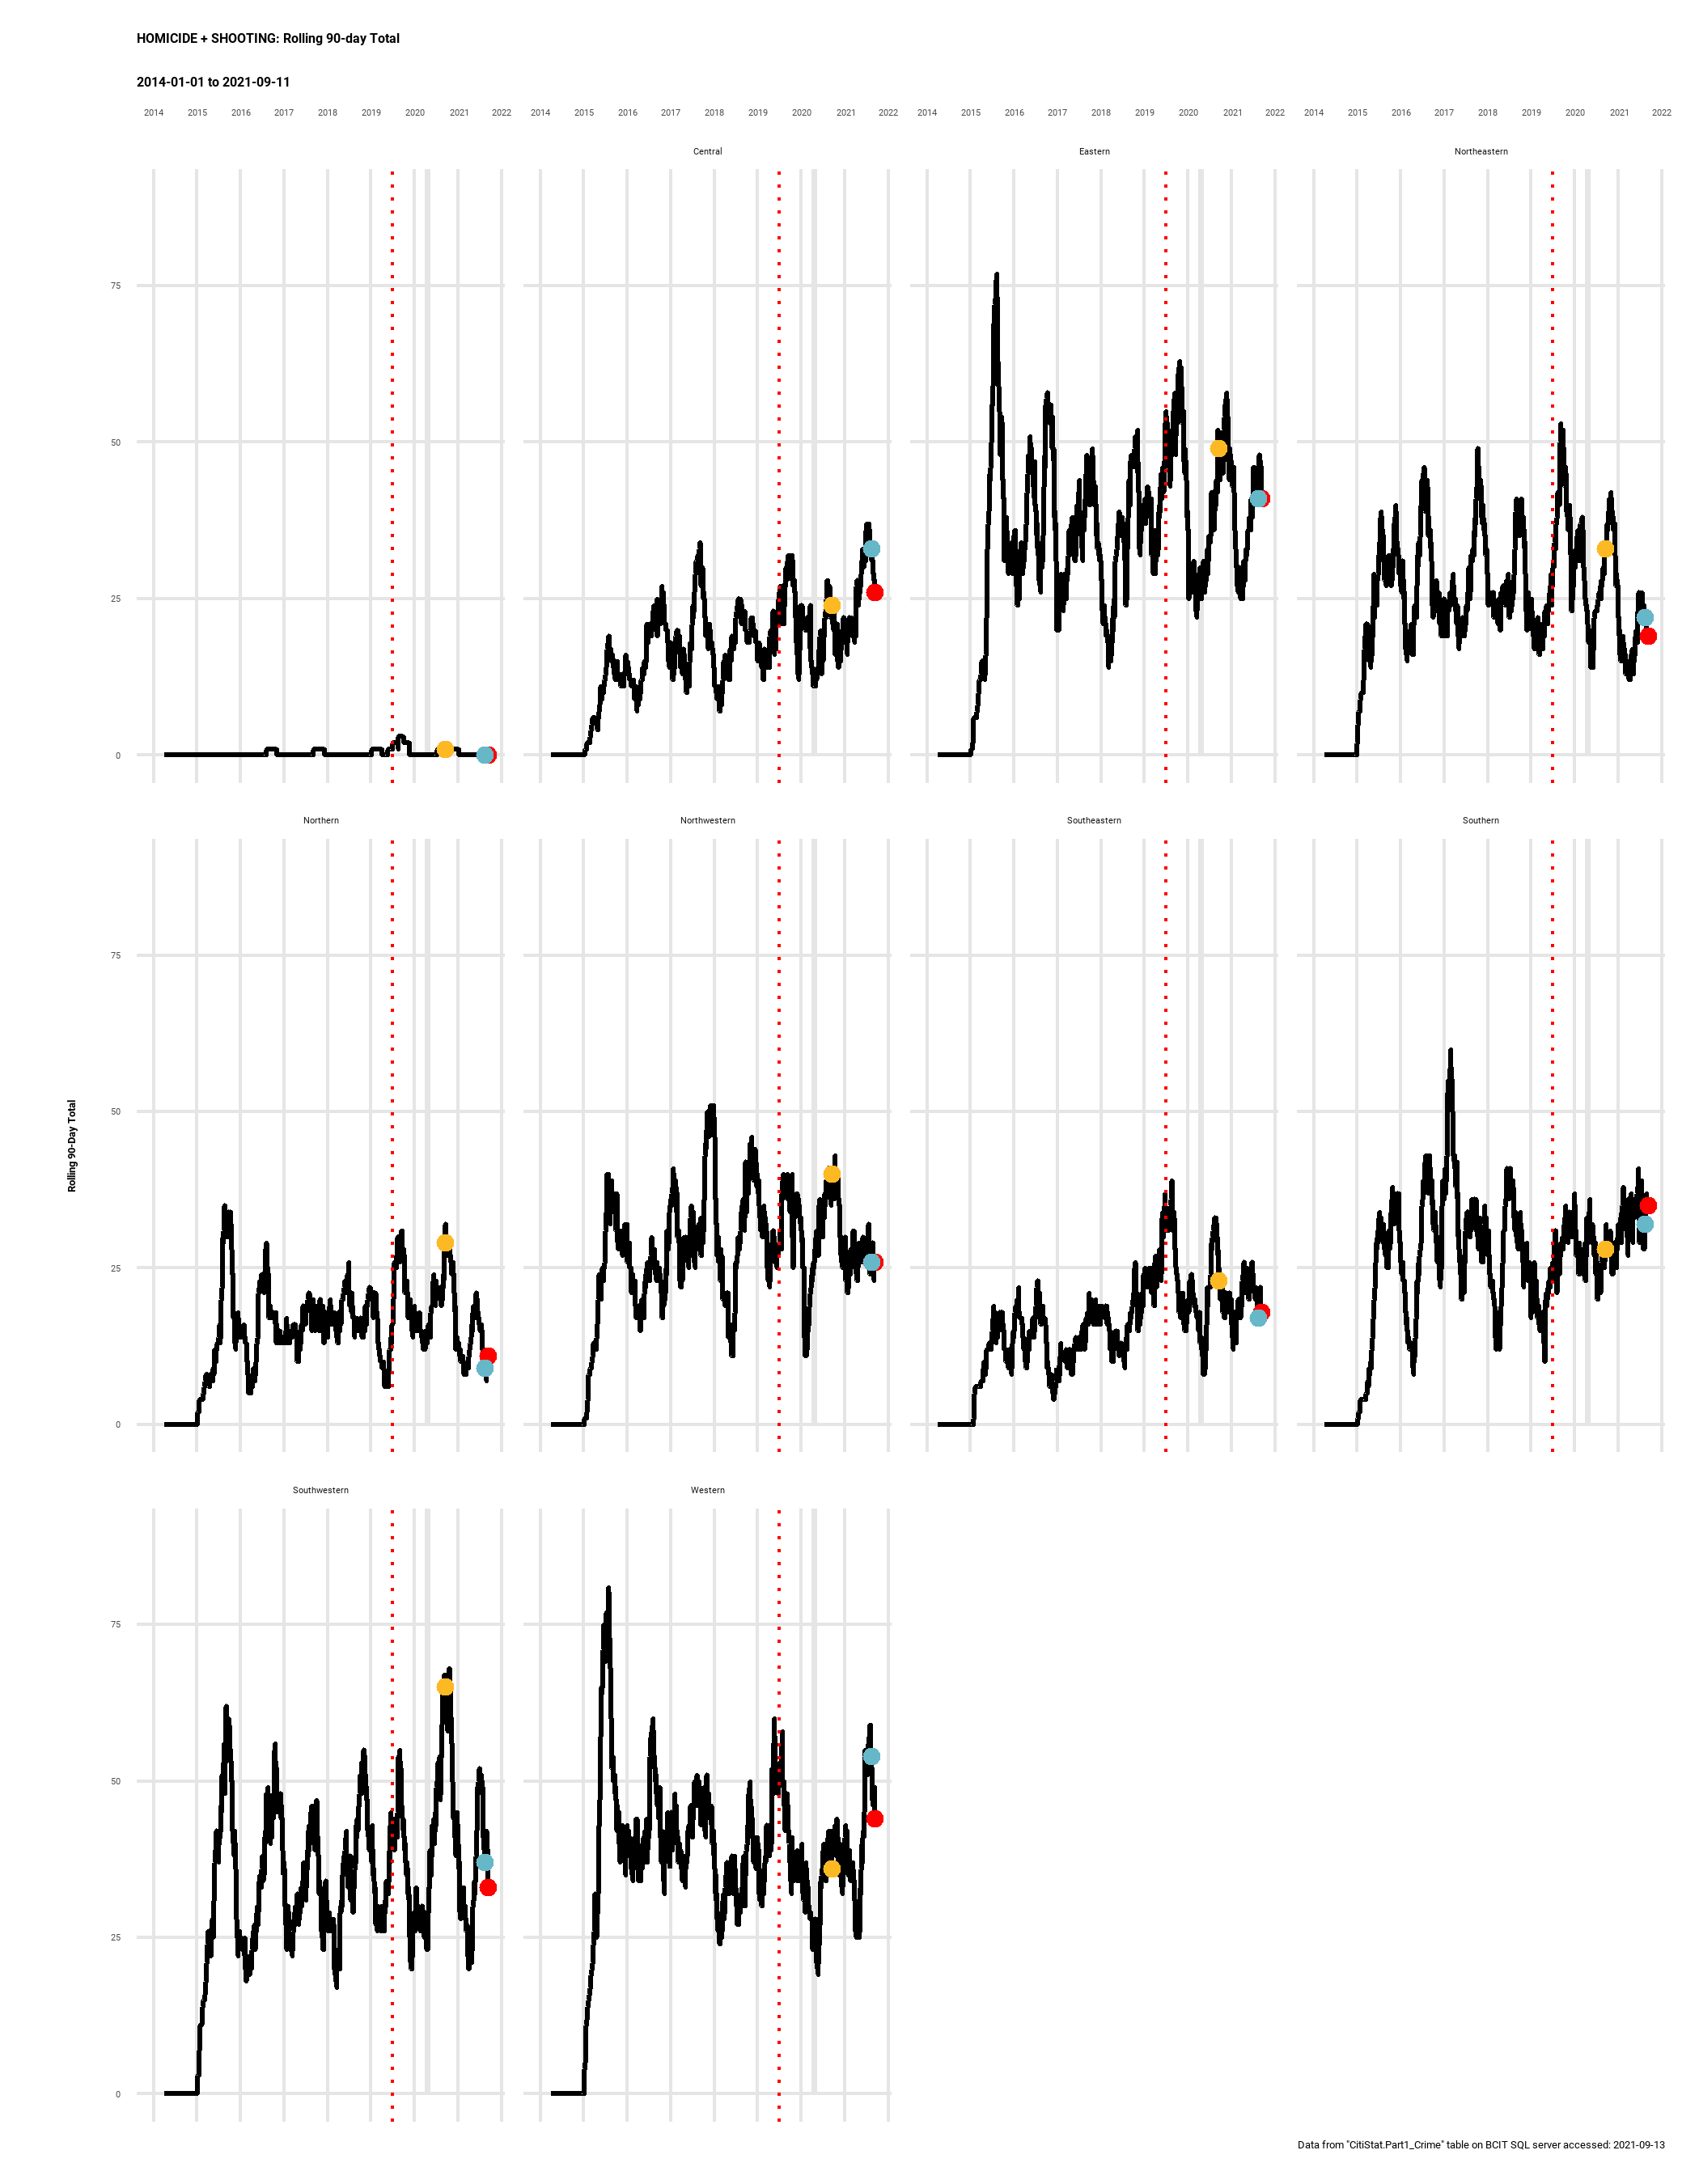 HOMICIDE + SHOOTING: Rolling 90-day Total
2014-01-01 to 2021-09-11
2014 2015 2016 2017 2018 2019 2020 2021 2022 2014 2015 2016 2017 2018 2019 2020 2021 2022 2014 2015 2016 2017 2018 2019 2020 2021 2022 2014 2015 2016 2017 2018 2019 2020 2021 2022
Central Eastern Northeastern
75
50
25
0
Northern Northwestern Southeastern Southern
75
50
25
0
Rolling 90-Day Total
Southwestern Western
75
50
25
0
Data from "CitiStat.Part1_Crime" table on BCIT SQL server accessed: 2021-09-13